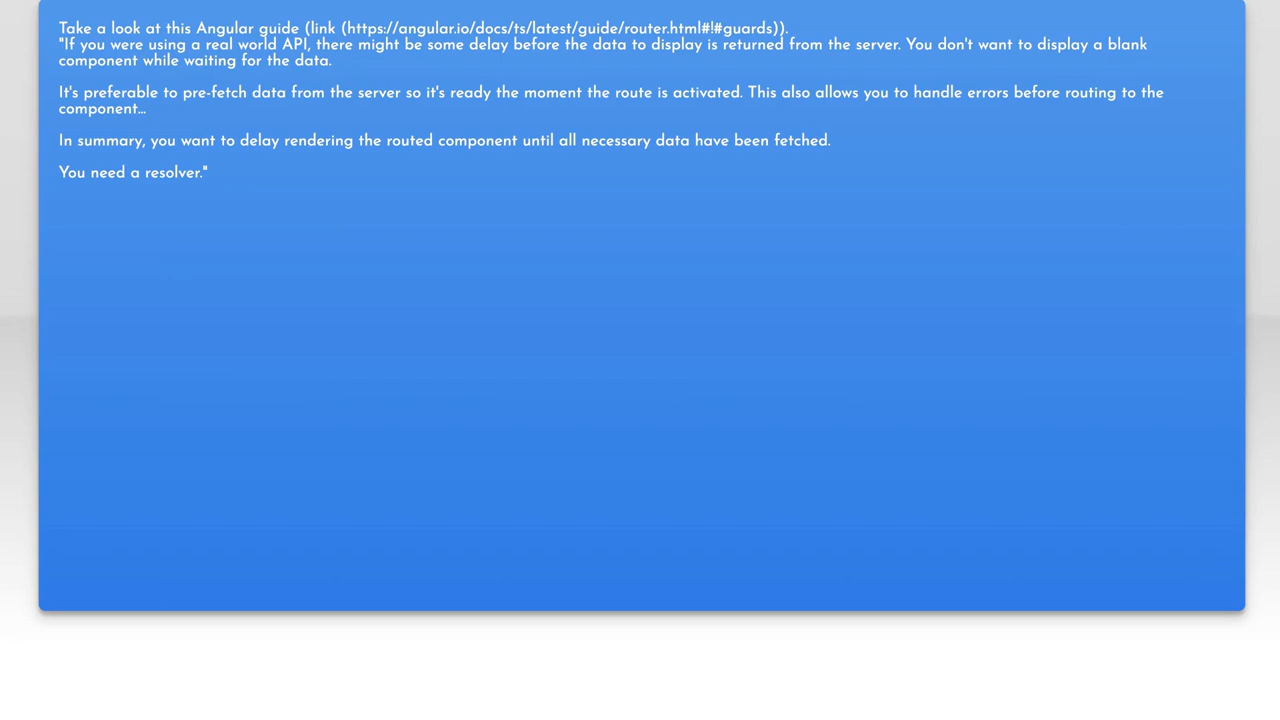 Take a look at this Angular guide (link (https://angular.io/docs/ts/latest/guide/router.html#!#guards)).
"If you were using a real world API, there might be some delay before the data to display is returned from the server. You don't want to display a blank
component while waiting for the data.
It's preferable to pre-fetch data from the server so it's ready the moment the route is activated. This also allows you to handle errors before routing to the
component...
In summary, you want to delay rendering the routed component until all necessary data have been fetched.
You need a resolver."